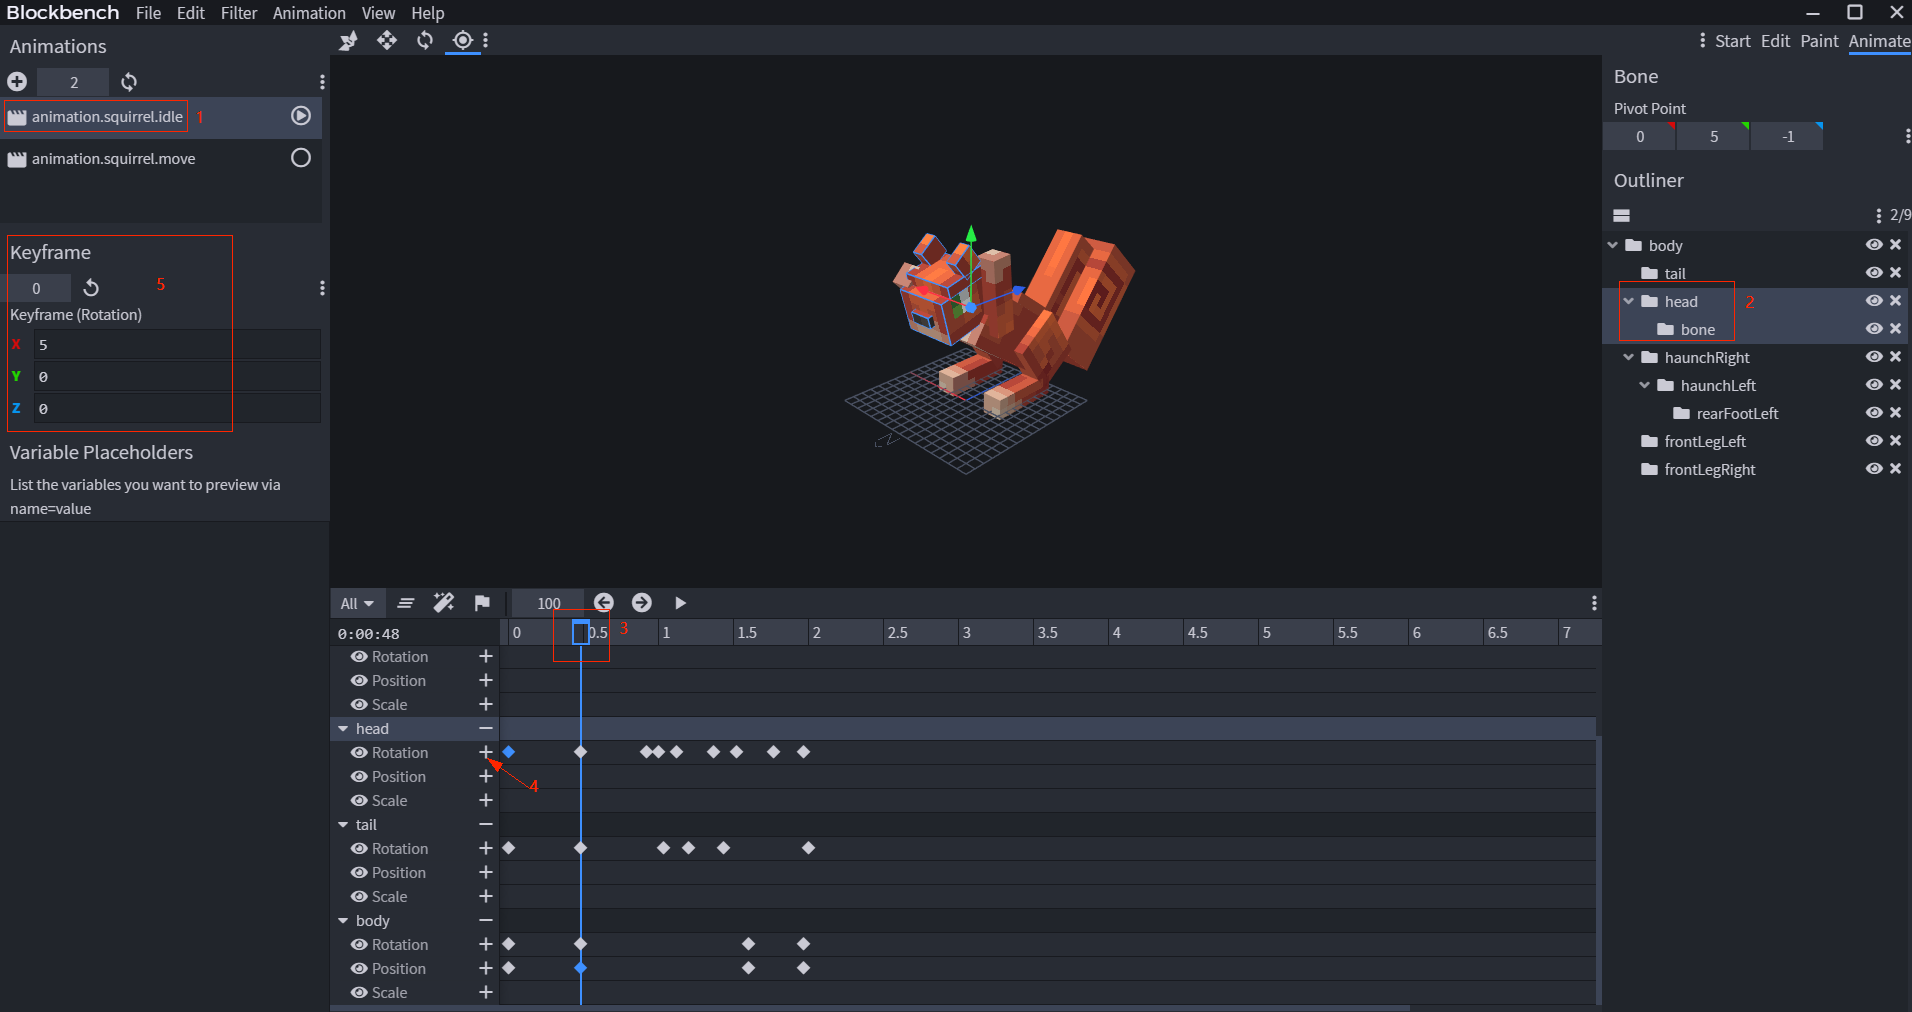 Blockbench File Edit Filter Animation View Help
Animations
2
animation.squirrel.idle 1
animation.squirrel.move
Keyframe
5
0
Keyframe (Rotation)
X 5
Y 0
Z 0
Variable Placeholders
List the variables you want to preview via
name=value
Start Edit Paint Animate
Bone
Pivot Point
0 5 -1
Outliner
2/9
body
tail
head 2
bone
haunchRight
haunchLeft
rearFootLeft
frontLegLeft
frontLegRight
All 100
0:00:48 0 0.5 3 1 1.5 2 2.5 3 3.5 4 4.5 5 5.5 6 6.5 7
Rotation
Position
Scale
head
Rotation
Position
4
Scale
tail
Rotation
Position
Scale
body
Rotation
Position
Scale